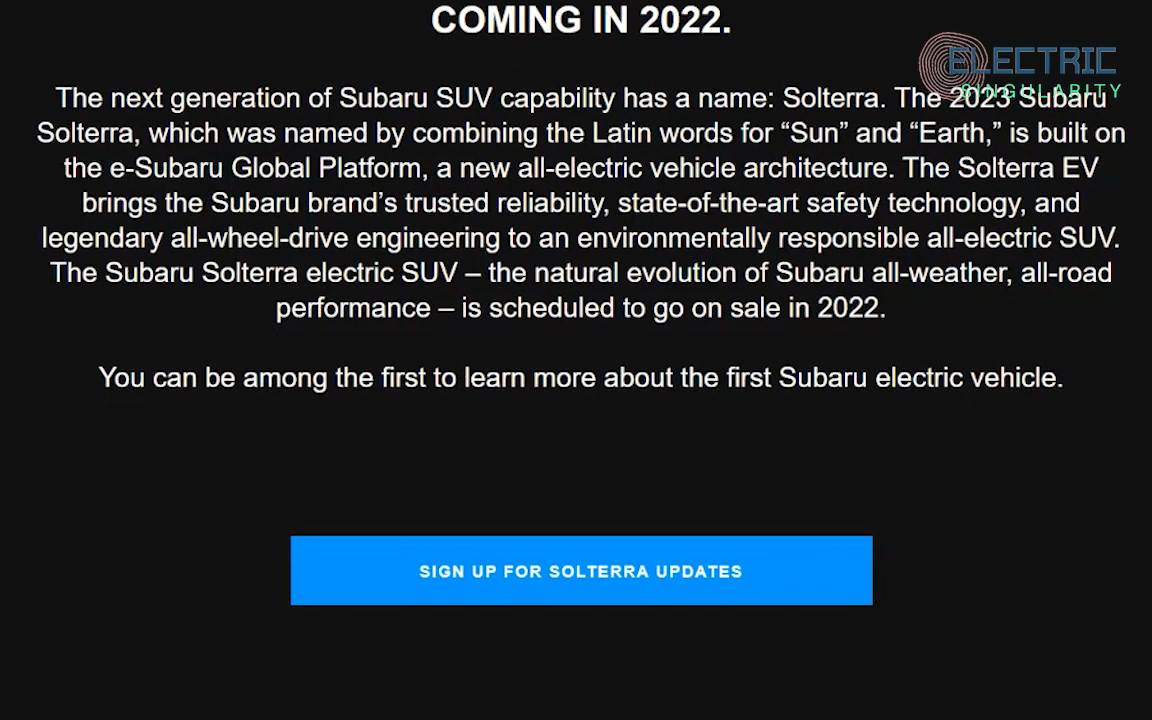 COMING IN 2022.
ELECTRIC
SINGULARITY
The next generation of Subaru SUV capability has a name: Solterra. The 2023 Subaru
Solterra, which was named by combining the Latin words for “Sun” and “Earth,” is built on
the e-Subaru Global Platform, a new all-electric vehicle architecture. The Solterra EV
brings the Subaru brand’s trusted reliability, state-of-the-art safety technology, and
legendary all-wheel-drive engineering to an environmentally responsible all-electric SUV.
The Subaru Solterra electric SUV – the natural evolution of Subaru all-weather, all-road
performance – is scheduled to go on sale in 2022.
You can be among the first to learn more about the first Subaru electric vehicle.
SIGN UP FOR SOLTERRA UPDATES